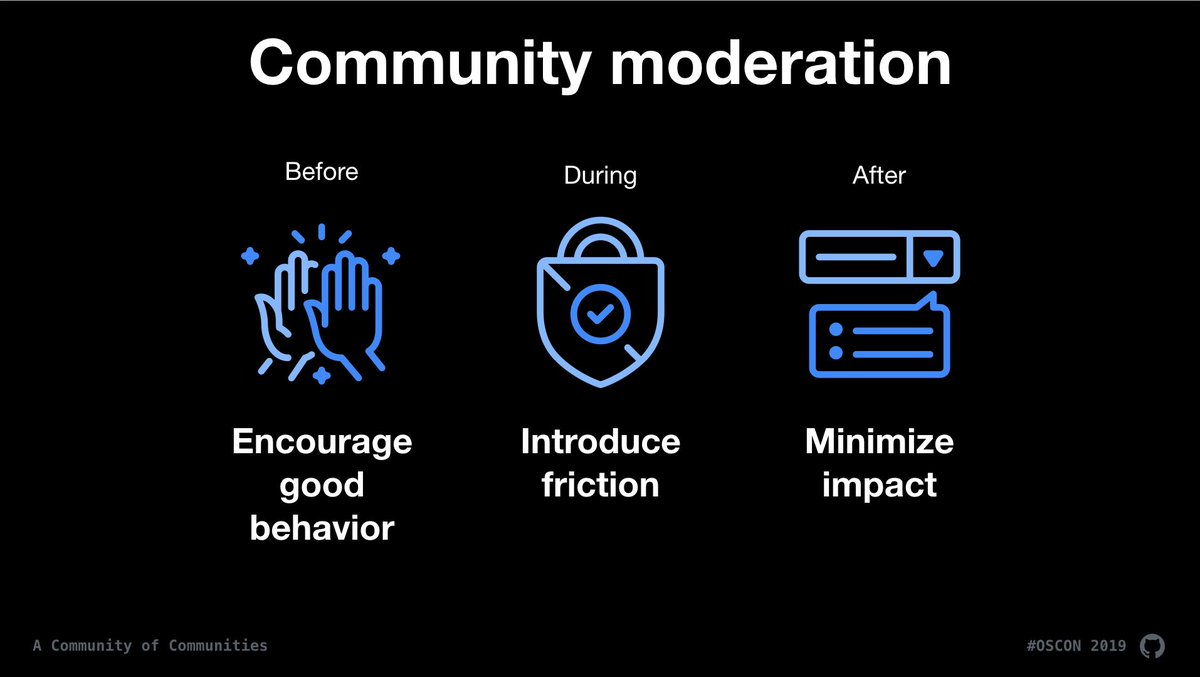 Community moderation
Before
During
After
Encourage
good
behavior
Introduce
friction
Minimize
impact
A Community of Communities
#OSCON 2019